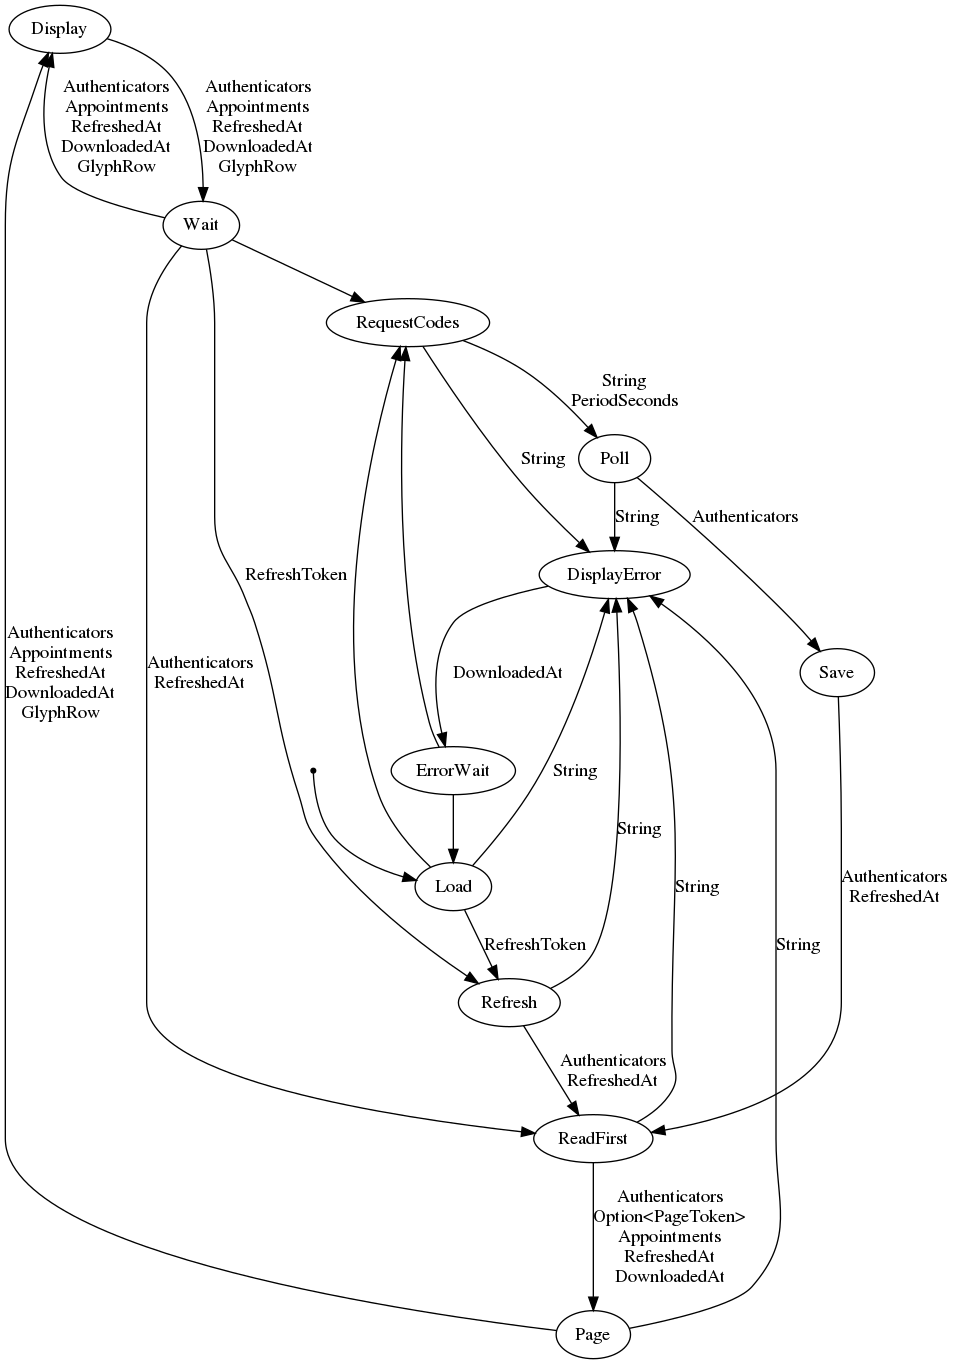 Display
Authenticators
Appointments
RefreshedAt
DownloadedAt
GlyphRow
Authenticators
Appointments
RefreshedAt
DownloadedAt
GlyphRow
Wait
RequestCodes
String
PeriodSeconds
String
Poll
String
Authenticators
RefreshToken
DisplayError
Authenticators
Appointments
RefreshedAt
DownloadedAt
GlyphRow
Authenticators
RefreshedAt
DownloadedAt
Save
ErrorWait
String
String
Load
String
Authenticators
RefreshedAt
RefreshToken
String
Refresh
Authenticators
RefreshedAt
ReadFirst
Authenticators
Option<PageToken>
Appointments
RefreshedAt
DownloadedAt
Page